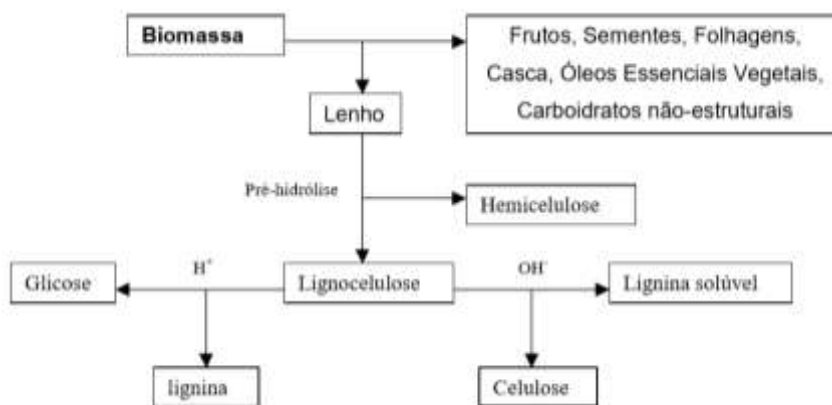 Biomassa
Frutos, Sementes, Folhagens,
Casca, Óleos Essenciais Vegetais,
Carboidratos não-estruturais
Lenho
Pré-hidrólise
Hemicelulose
Glicose
H+
Lignocelulose
OH-
Lignina solúvel
lignina
Celulose